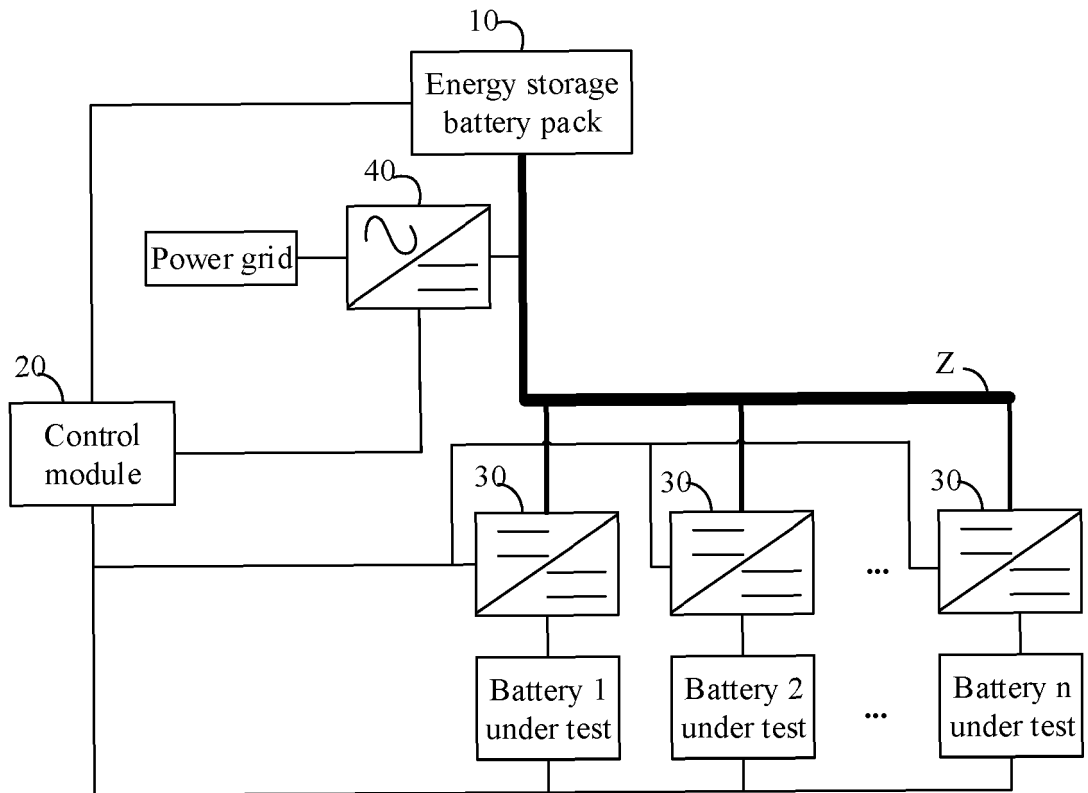 10
Energy storage
battery pack
40
Power grid
20
Control
module
Z
30
30
30
...
Battery 1
under test
Battery 2
under test
...
Battery n
under test